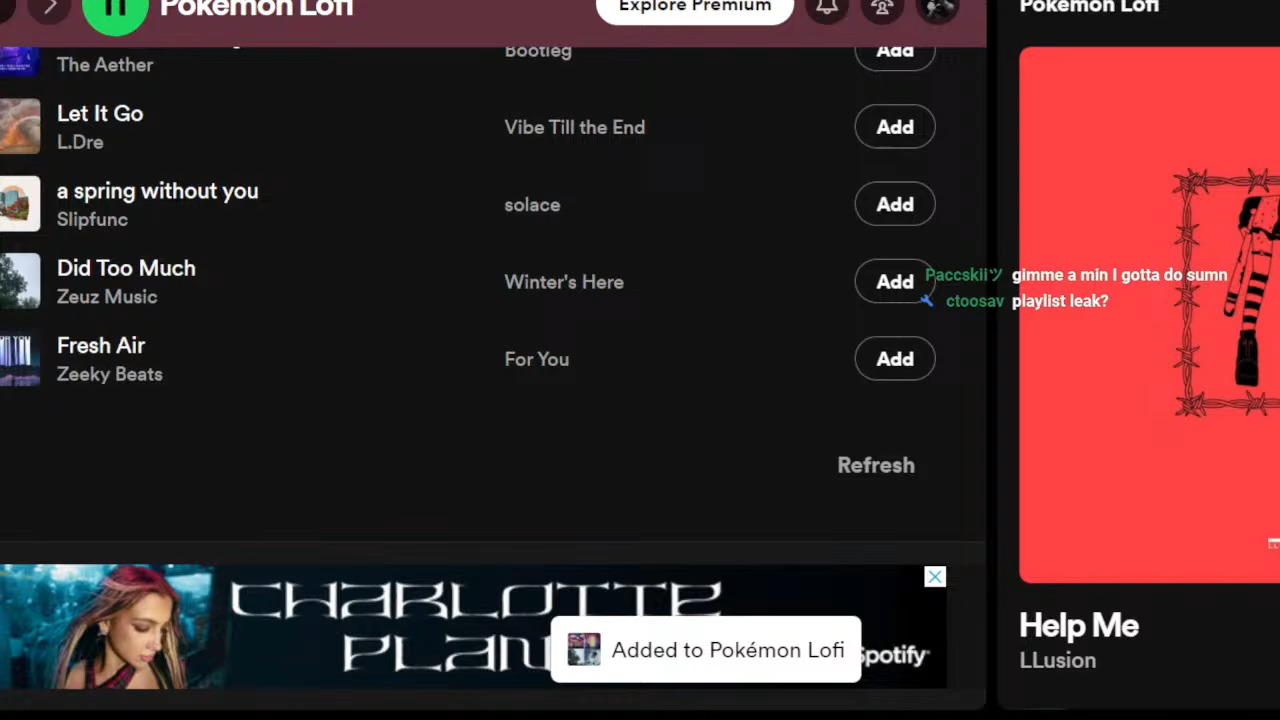 Pokémon Lofi
Explore Premium
Pokémon Lofi
The Aether
Bootleg
Add
Let It Go
L.Dre
Vibe Till the End
Add
a spring without you
Slipfunc
solace
Add
Did Too Much
Zeuz Music
Winter's Here
Add
Paccskiiツ gimme a min I gotta do sumn
ctoosav playlist leak?
Fresh Air
Zeeky Beats
For You
Add
Refresh
CHARLOTTE
PLAN
Spotify
Added to Pokémon Lofi
Help Me
LLusion